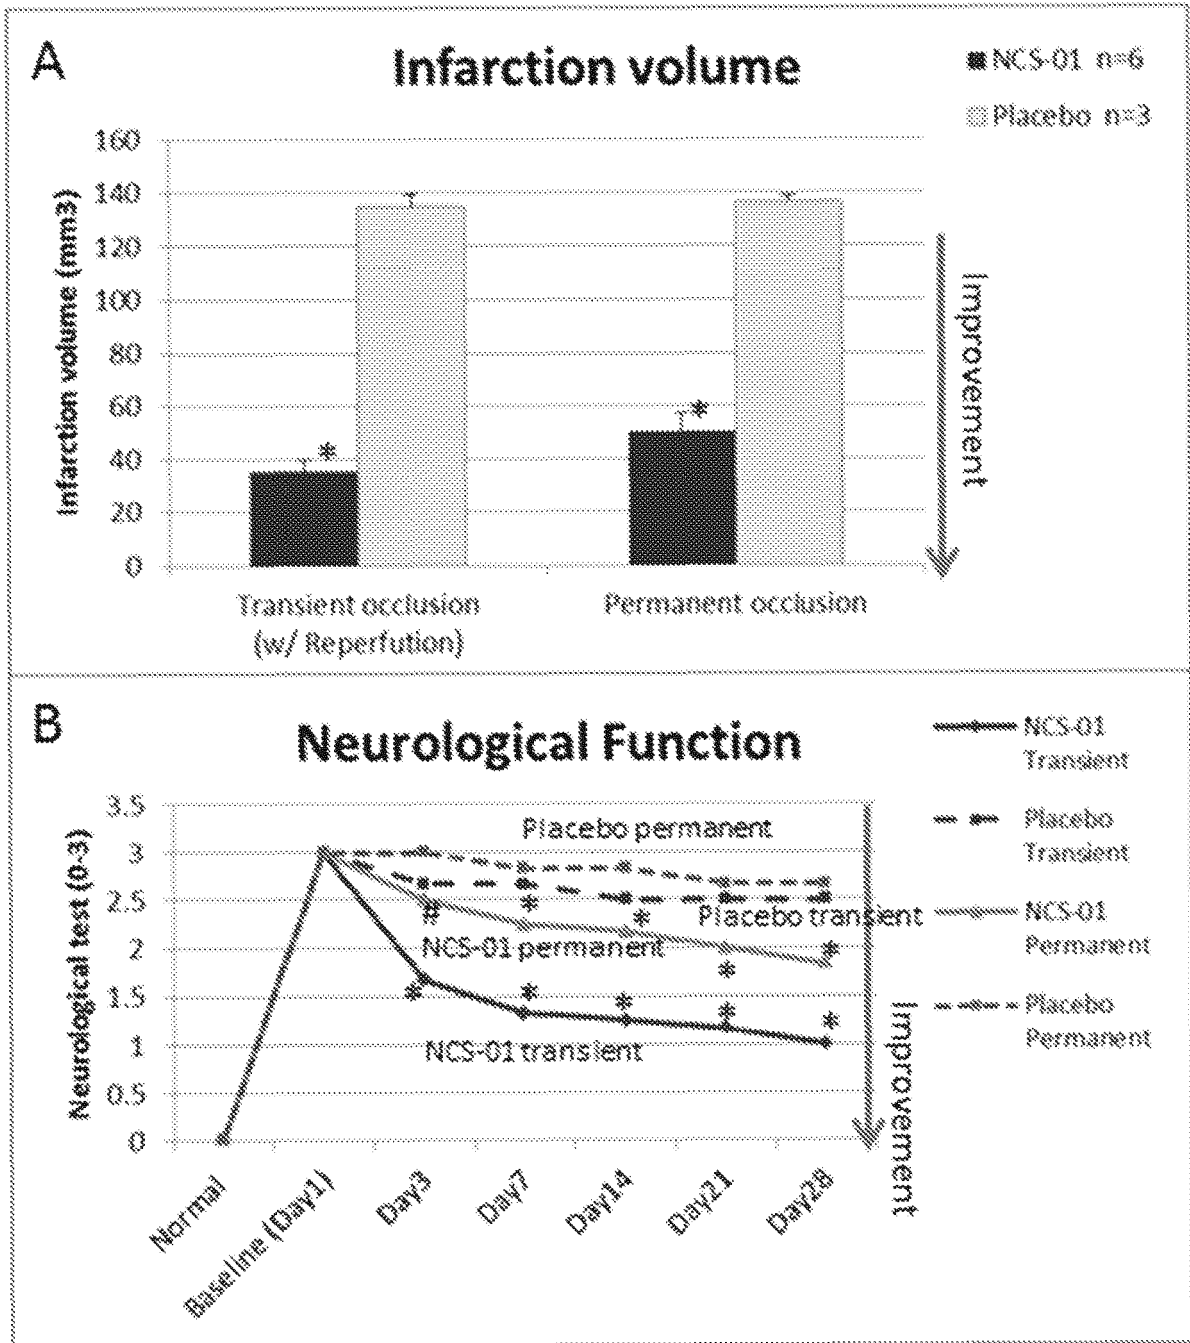 A
Infarction volume
NCS-01 n=6
Placebo n=3
Infarction volume (mm3)
160
140
120
100
80
60
40
20
0
*
*
Improvement
Transient occlusion
(w/ Reperfution)
Permanent occlusion
B
Neurological Function
NCS-01
Transient
Placebo
Transient
NCS-01
Permanent
Placebo
Permanent
Neurological test (0-3)
3.5
3
2.5
2
1.5
1
0.5
0
Placebo permanent
Placebo transient
NCS-01 permanent
NCS-01 transient
#
*
*
*
*
*
*
*
*
*
Improvement
Normal
Baseline (Day1)
Day3
Day7
Day14
Day21
Day28